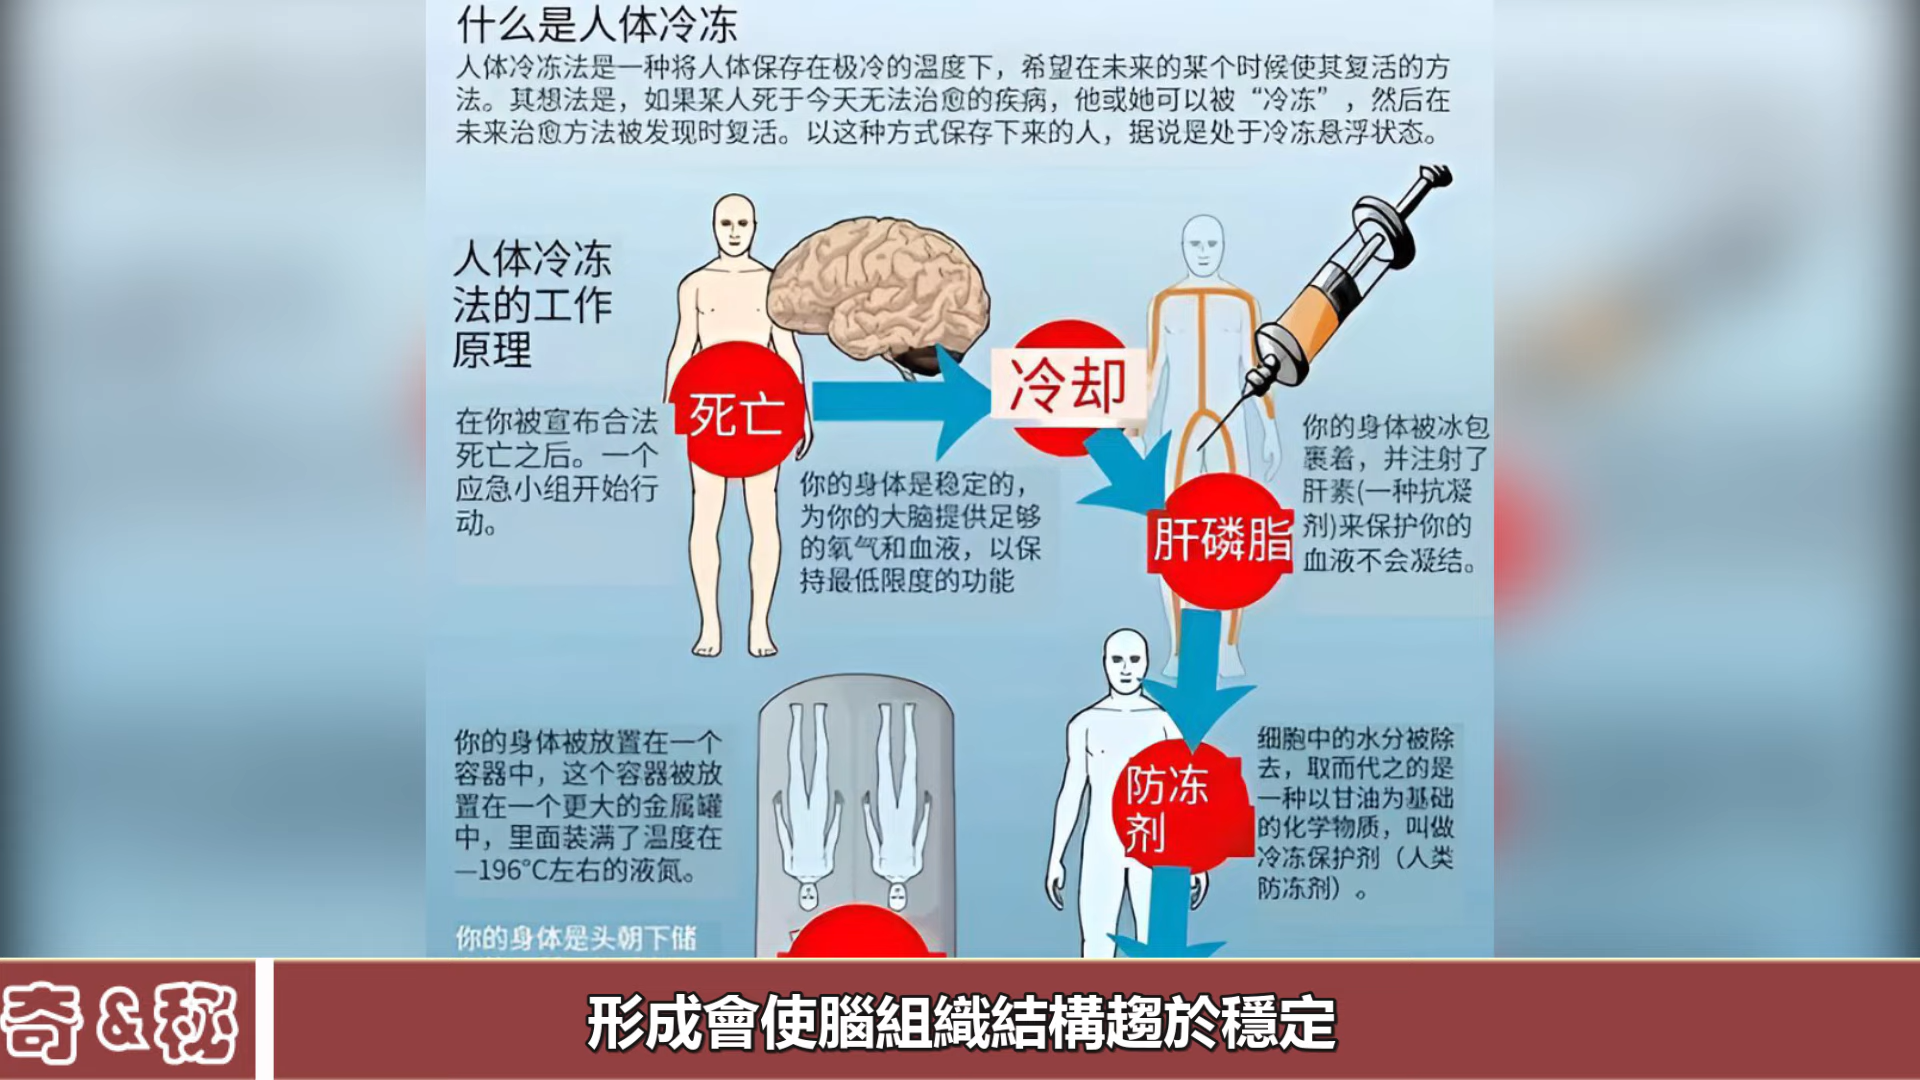 什么是人体冷冻
人体冷冻法是一种将人体保存在极冷的温度下，希望在未来的某个时候使其复活的方
法。其想法是，如果某人死于今天无法治愈的疾病，他或她可以被“冷冻”，然后在
未来治愈方法被发现时复活。以这种方式保存下来的人，据说是处于冷冻悬浮状态。
人体冷冻
法的工作
原理
在你被宣布合法
死亡之后。一个
应急小组开始行
动。
死亡
你的身体是稳定的，
为你的大脑提供足够
的氧气和血液，以保
持最低限度的功能
冷却
你的身体被冰包
裹着，并注射了
肝素(一种抗凝
剂)来保护你的
血液不会凝结。
肝磷脂
防冻
剂
细胞中的水分被除
去，取而代之的是
一种以甘油为基础
的化学物质，叫做
冷冻保护剂（人类
防冻剂）。
你的身体被放置在一个
容器中，这个容器被放
置在一个更大的金属罐
中，里面装满了温度在
—196°C左右的液氮。
你的身体是头朝下储
奇&秘
形成會使腦組織結構趨於穩定